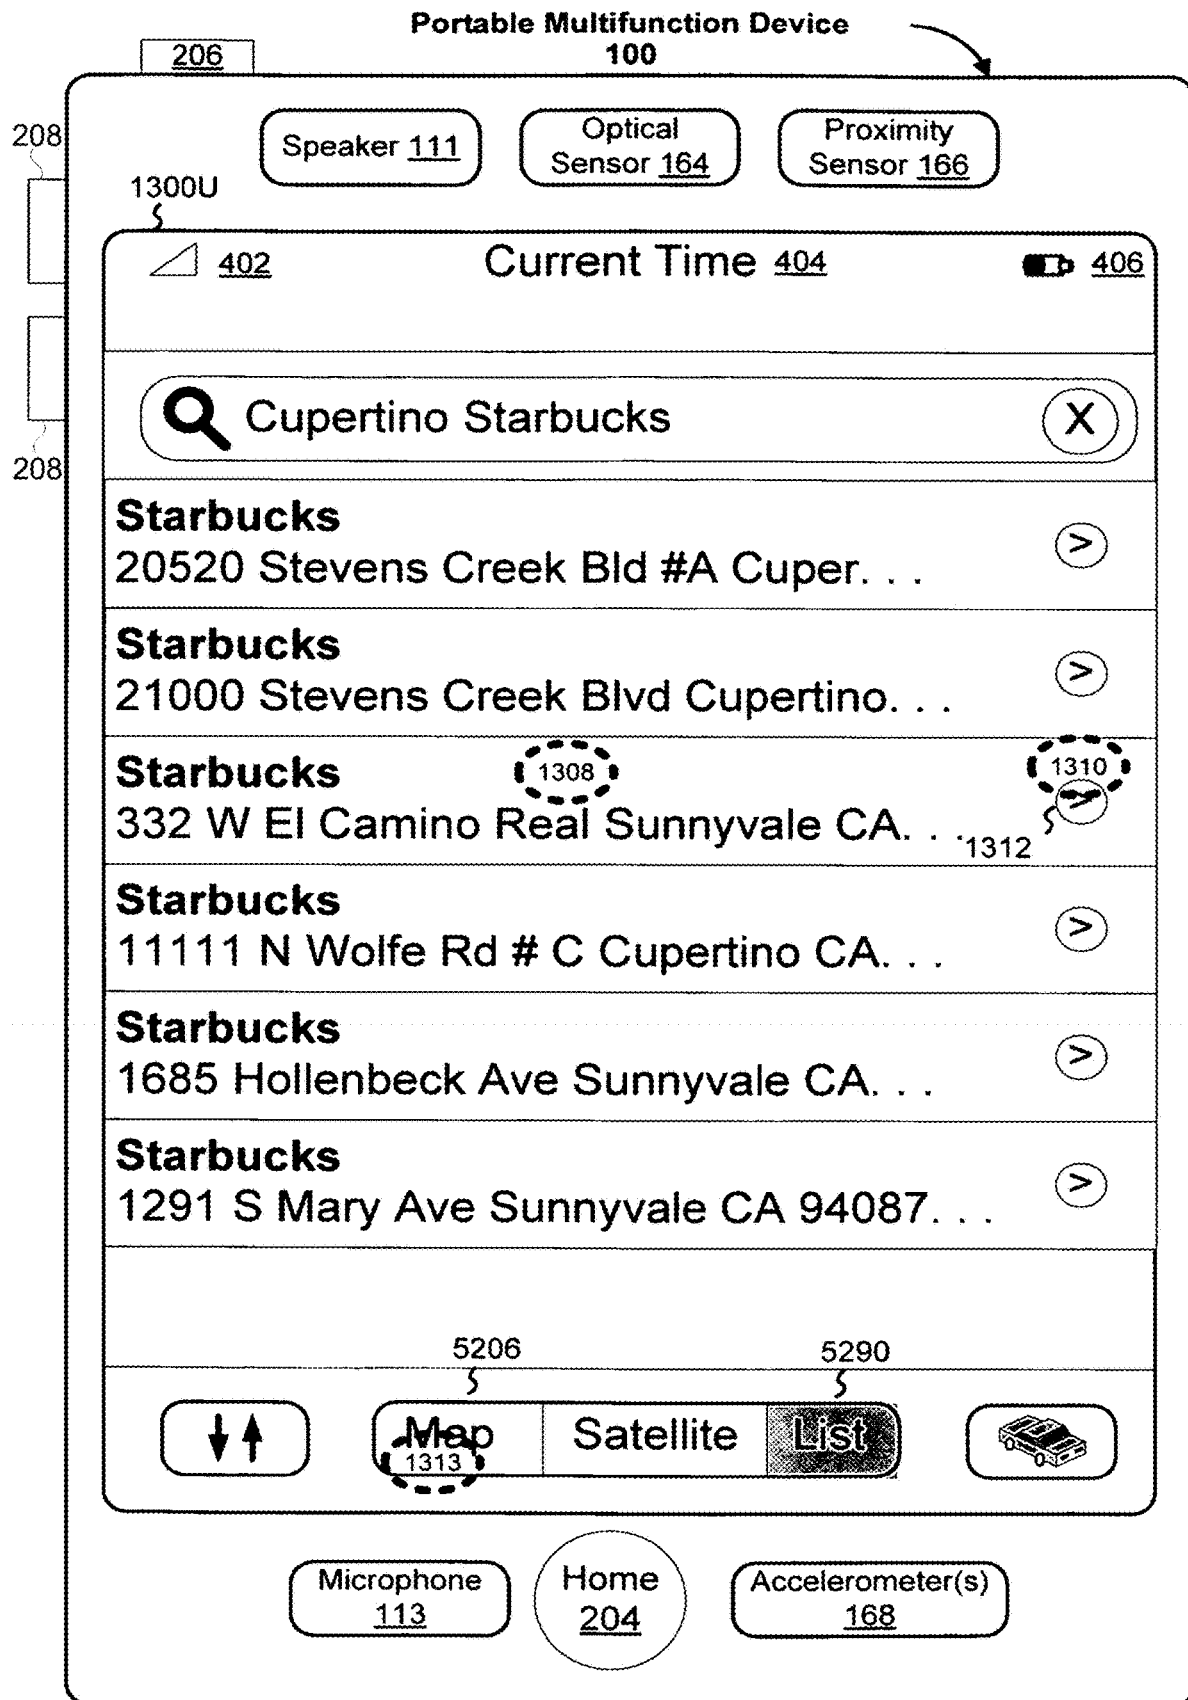 Portable Multifunction Device
100
206
208
Speaker 111
Optical
Sensor 164
Proximity
Sensor 166
1300U
402
Current Time 404
406
Cupertino Starbucks
X
208
Starbucks
20520 Stevens Creek Bld #A Cuper. . .
>
Starbucks
21000 Stevens Creek Blvd Cupertino. . .
>
Starbucks
1308
1310
332 W El Camino Real Sunnyvale CA. . .
>
1312
Starbucks
11111 N Wolfe Rd # C Cupertino CA. . .
>
Starbucks
1685 Hollenbeck Ave Sunnyvale CA. . .
>
Starbucks
1291 S Mary Ave Sunnyvale CA 94087. . .
>
5206
5290
Map
Satellite
List
1313
Microphone
113
Home
204
Accelerometer(s)
168